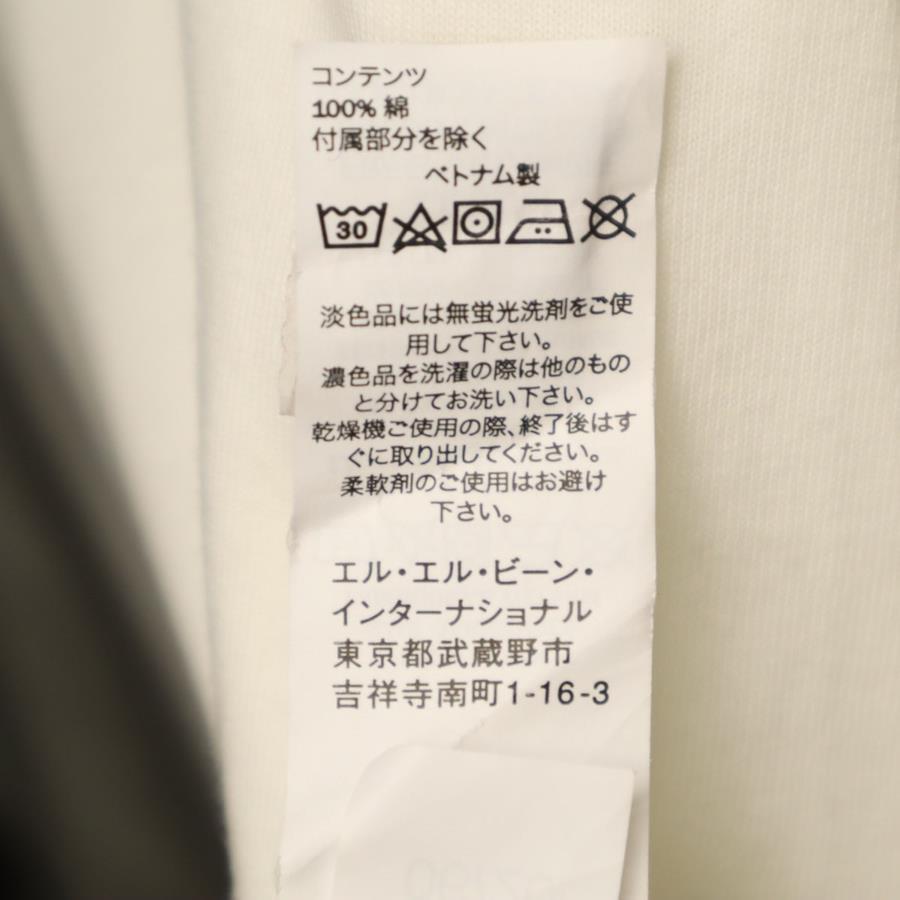 コンテンツ
100% 綿
付属部分を除く
ベトナム製
30
淡色品には無蛍光洗剤をご使
用して下さい。
濃色品を洗濯の際は他のもの
と分けてお洗い下さい。
乾燥機ご使用の際、終了後はす
ぐに取り出してください。
柔軟剤のご使用はお避け
下さい。
エル・エル・ビーン・
インターナショナル
東京都武蔵野市
吉祥寺南町1-16-3